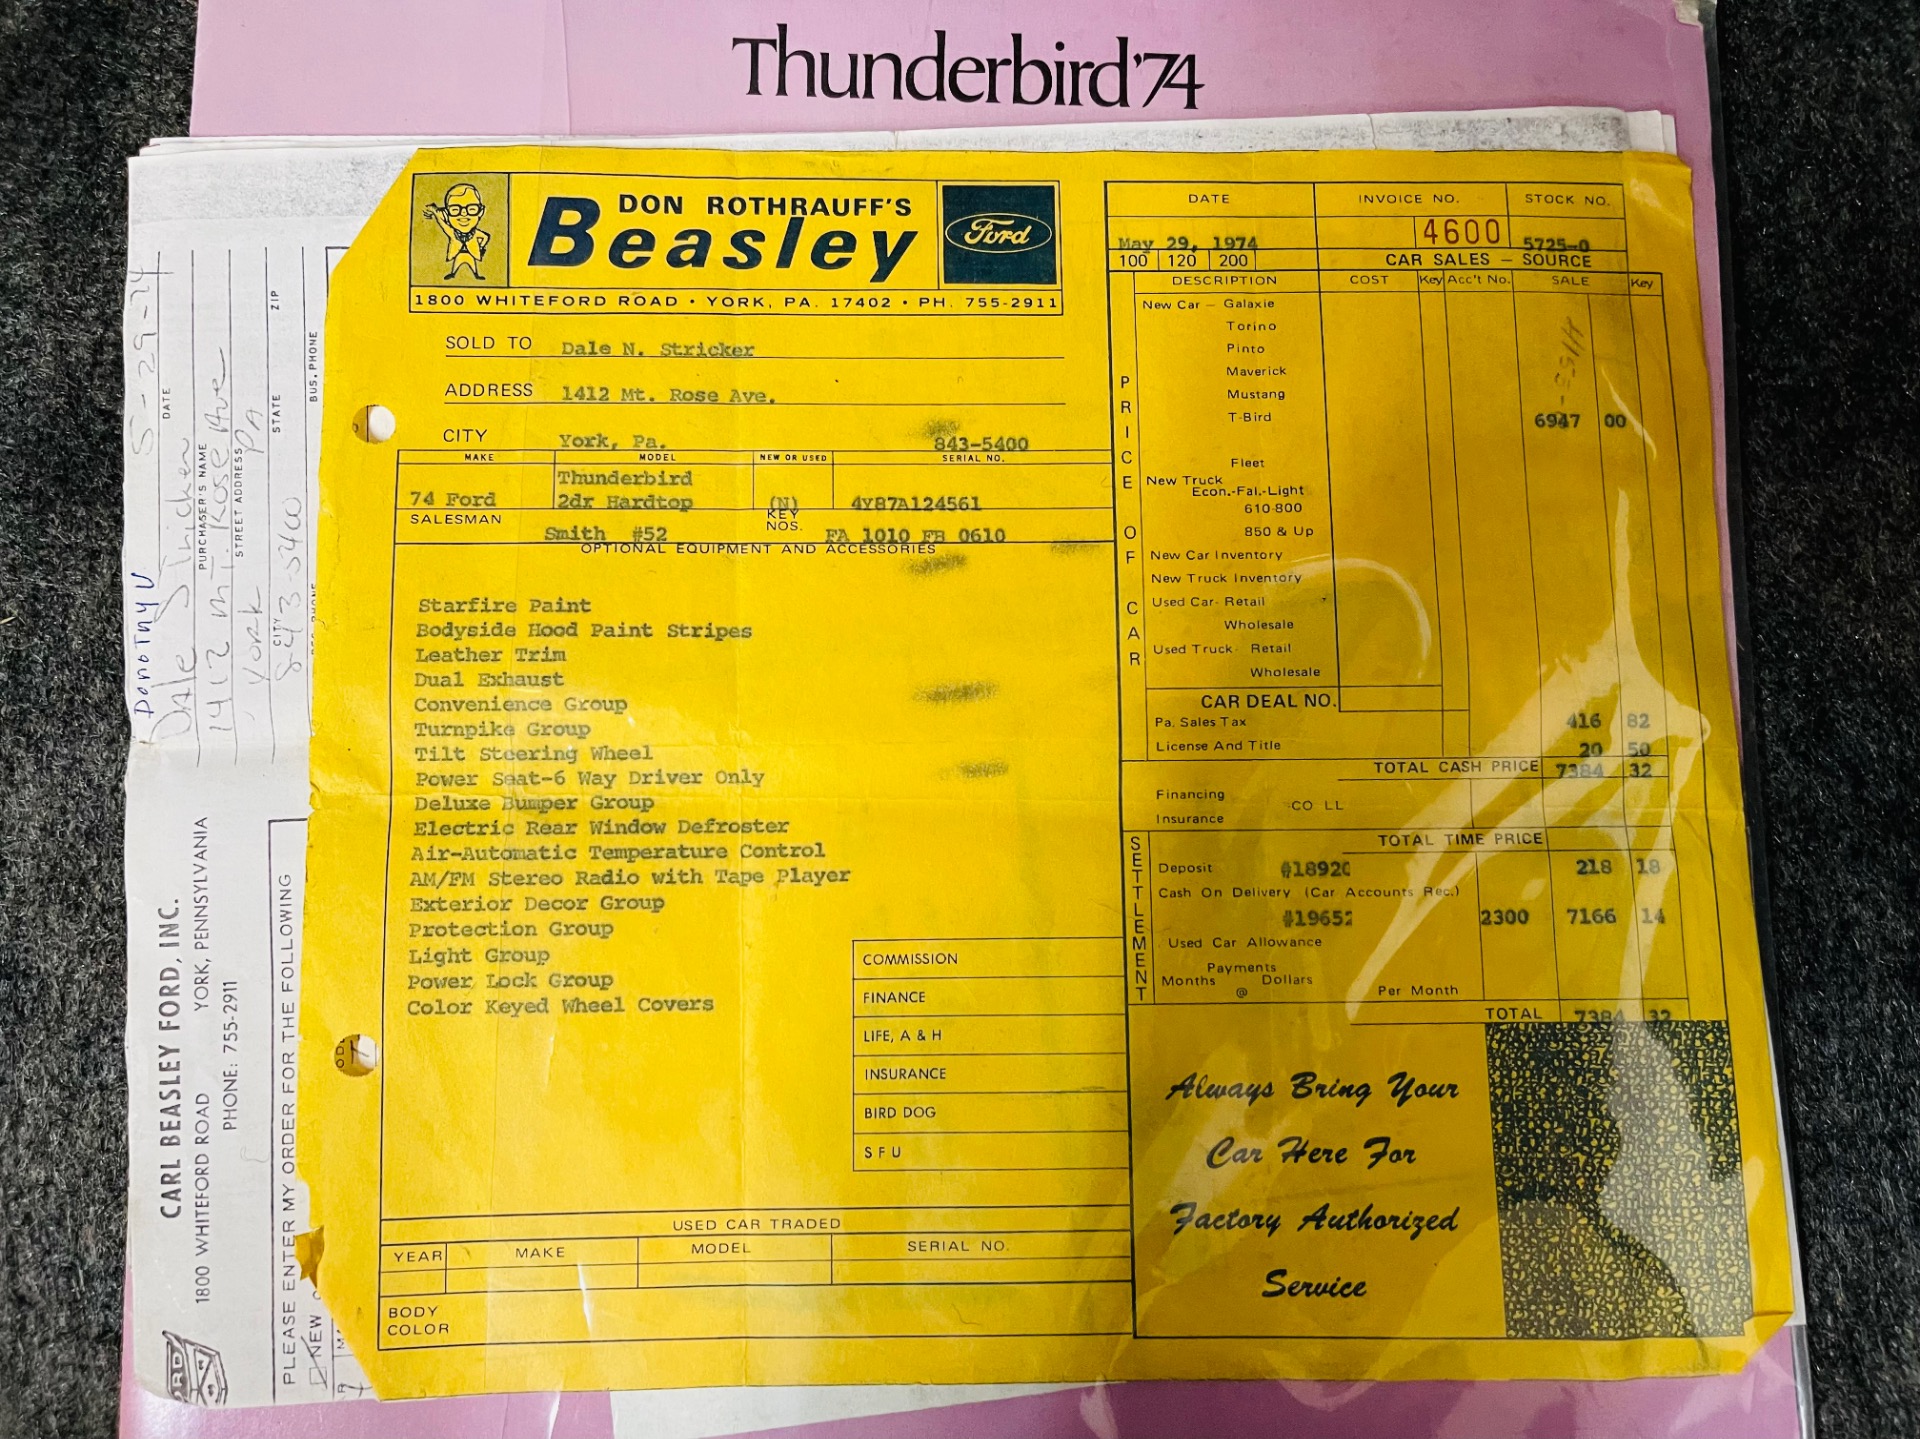 Thunderbird '74
DON ROTHRAUFF'S
Beasley
Ford
1800 WHITEFORD ROAD • YORK, PA. 17402 • PH. 755-2911
SOLD TO Dale N. Stricker
ADDRESS 1412 Mt. Rose Ave.
CITY York, Pa. 843-5400
MAKE MODEL NEW OR USED SERIAL NO.
Thunderbird
74 Ford 2dr Hardtop (N) 4Y87A124561
SALESMAN Smith #52 KEY NOS. FA 1010 FB 0610
OPTIONAL EQUIPMENT AND ACCESSORIES
Starfire Paint
Bodyside Hood Paint Stripes
Leather Trim
Dual Exhaust
Convenience Group
Turnpike Group
Tilt Steering Wheel
Power Seat-6 Way Driver Only
Deluxe Bumper Group
Electric Rear Window Defroster
Air-Automatic Temperature Control
AM/FM Stereo Radio with Tape Player
Exterior Decor Group
Protection Group
Light Group
Power Lock Group
Color Keyed Wheel Covers
COMMISSION
FINANCE
LIFE, A & H
INSURANCE
BIRD DOG
S F U
USED CAR TRADED
YEAR MAKE MODEL SERIAL NO.
BODY
COLOR
DATE INVOICE NO. STOCK NO.
May 29, 1974 4600 5725-0
100 120 200 CAR SALES – SOURCE
DESCRIPTION COST Key Acc't No. SALE Key
PRICE OF CAR
New Car – Galaxie
Torino
Pinto
Maverick
Mustang
T-Bird 6947 00
Fleet
New Truck
Econ.-Fal.-Light
610-800
850 & Up
New Car Inventory
New Truck Inventory
Used Car- Retail
Wholesale
Used Truck- Retail
Wholesale
CAR DEAL NO.
Pa. Sales Tax 416 82
License And Title 20 50
TOTAL CASH PRICE 7384 32
Financing
CO LL
Insurance
TOTAL TIME PRICE
SETTLEMENT
Deposit #18920 218 18
Cash On Delivery (Car Accounts Rec.)
#19652 2300 7166 14
Used Car Allowance
Payments
Months @ Dollars Per Month
TOTAL 7384 32
Always Bring Your
Car Here For
Factory Authorized
Service
5-29-74
DATE
Dale Stricker
PURCHASER'S NAME
1412 Mt. Rose Ave
STREET ADDRESS
York PA
CITY STATE ZIP
843-5400
BUS. PHONE
CARL BEASLEY FORD, INC.
1800 WHITEFORD ROAD YORK, PENNSYLVANIA
PHONE: 755-2911
PLEASE ENTER MY ORDER FOR THE FOLLOWING
NEW